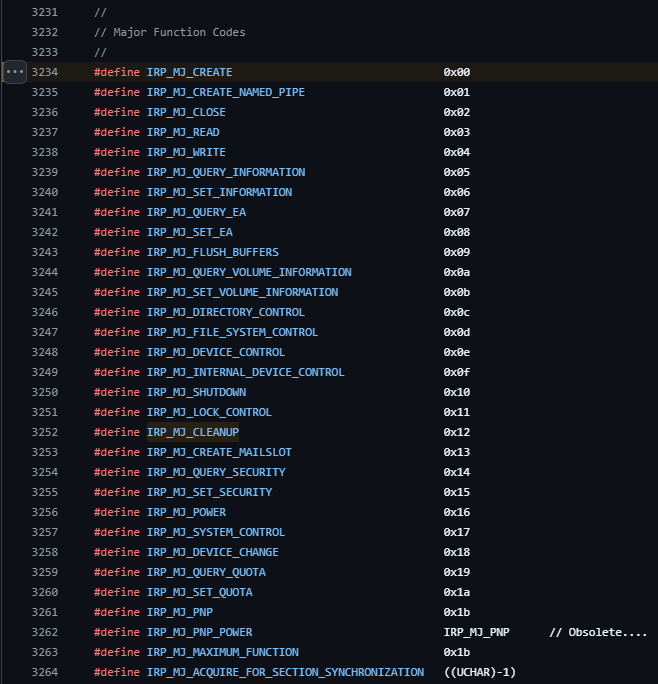 3231 //
3232 // Major Function Codes
3233 //
3234 #define IRP_MJ_CREATE 0x00
3235 #define IRP_MJ_CREATE_NAMED_PIPE 0x01
3236 #define IRP_MJ_CLOSE 0x02
3237 #define IRP_MJ_READ 0x03
3238 #define IRP_MJ_WRITE 0x04
3239 #define IRP_MJ_QUERY_INFORMATION 0x05
3240 #define IRP_MJ_SET_INFORMATION 0x06
3241 #define IRP_MJ_QUERY_EA 0x07
3242 #define IRP_MJ_SET_EA 0x08
3243 #define IRP_MJ_FLUSH_BUFFERS 0x09
3244 #define IRP_MJ_QUERY_VOLUME_INFORMATION 0x0a
3245 #define IRP_MJ_SET_VOLUME_INFORMATION 0x0b
3246 #define IRP_MJ_DIRECTORY_CONTROL 0x0c
3247 #define IRP_MJ_FILE_SYSTEM_CONTROL 0x0d
3248 #define IRP_MJ_DEVICE_CONTROL 0x0e
3249 #define IRP_MJ_INTERNAL_DEVICE_CONTROL 0x0f
3250 #define IRP_MJ_SHUTDOWN 0x10
3251 #define IRP_MJ_LOCK_CONTROL 0x11
3252 #define IRP_MJ_CLEANUP 0x12
3253 #define IRP_MJ_CREATE_MAILSLOT 0x13
3254 #define IRP_MJ_QUERY_SECURITY 0x14
3255 #define IRP_MJ_SET_SECURITY 0x15
3256 #define IRP_MJ_POWER 0x16
3257 #define IRP_MJ_SYSTEM_CONTROL 0x17
3258 #define IRP_MJ_DEVICE_CHANGE 0x18
3259 #define IRP_MJ_QUERY_QUOTA 0x19
3260 #define IRP_MJ_SET_QUOTA 0x1a
3261 #define IRP_MJ_PNP 0x1b
3262 #define IRP_MJ_PNP_POWER IRP_MJ_PNP // Obsolete....
3263 #define IRP_MJ_MAXIMUM_FUNCTION 0x1b
3264 #define IRP_MJ_ACQUIRE_FOR_SECTION_SYNCHRONIZATION ((UCHAR)-1)